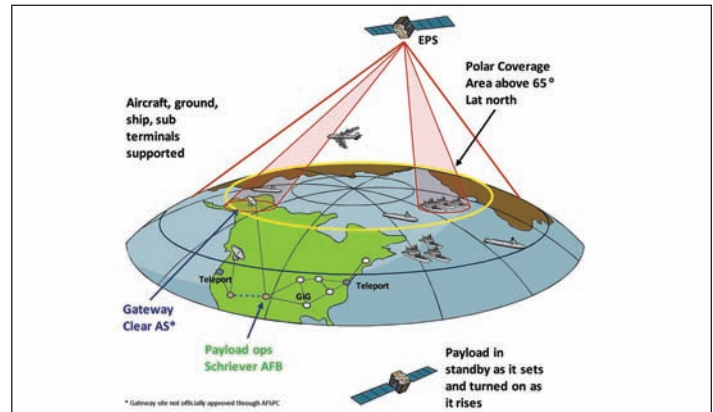 EPS
Polar Coverage
Area above 65°
Lat north
Aircraft, ground,
ship, sub
terminals
supported
Teleport
GIG
Teleport
Gateway
Clear AS*
Payload ops
Schriever AFB
Payload in
standby as it sets
and turned on as
it rises
* Gateway site not officially approved through AFSPC